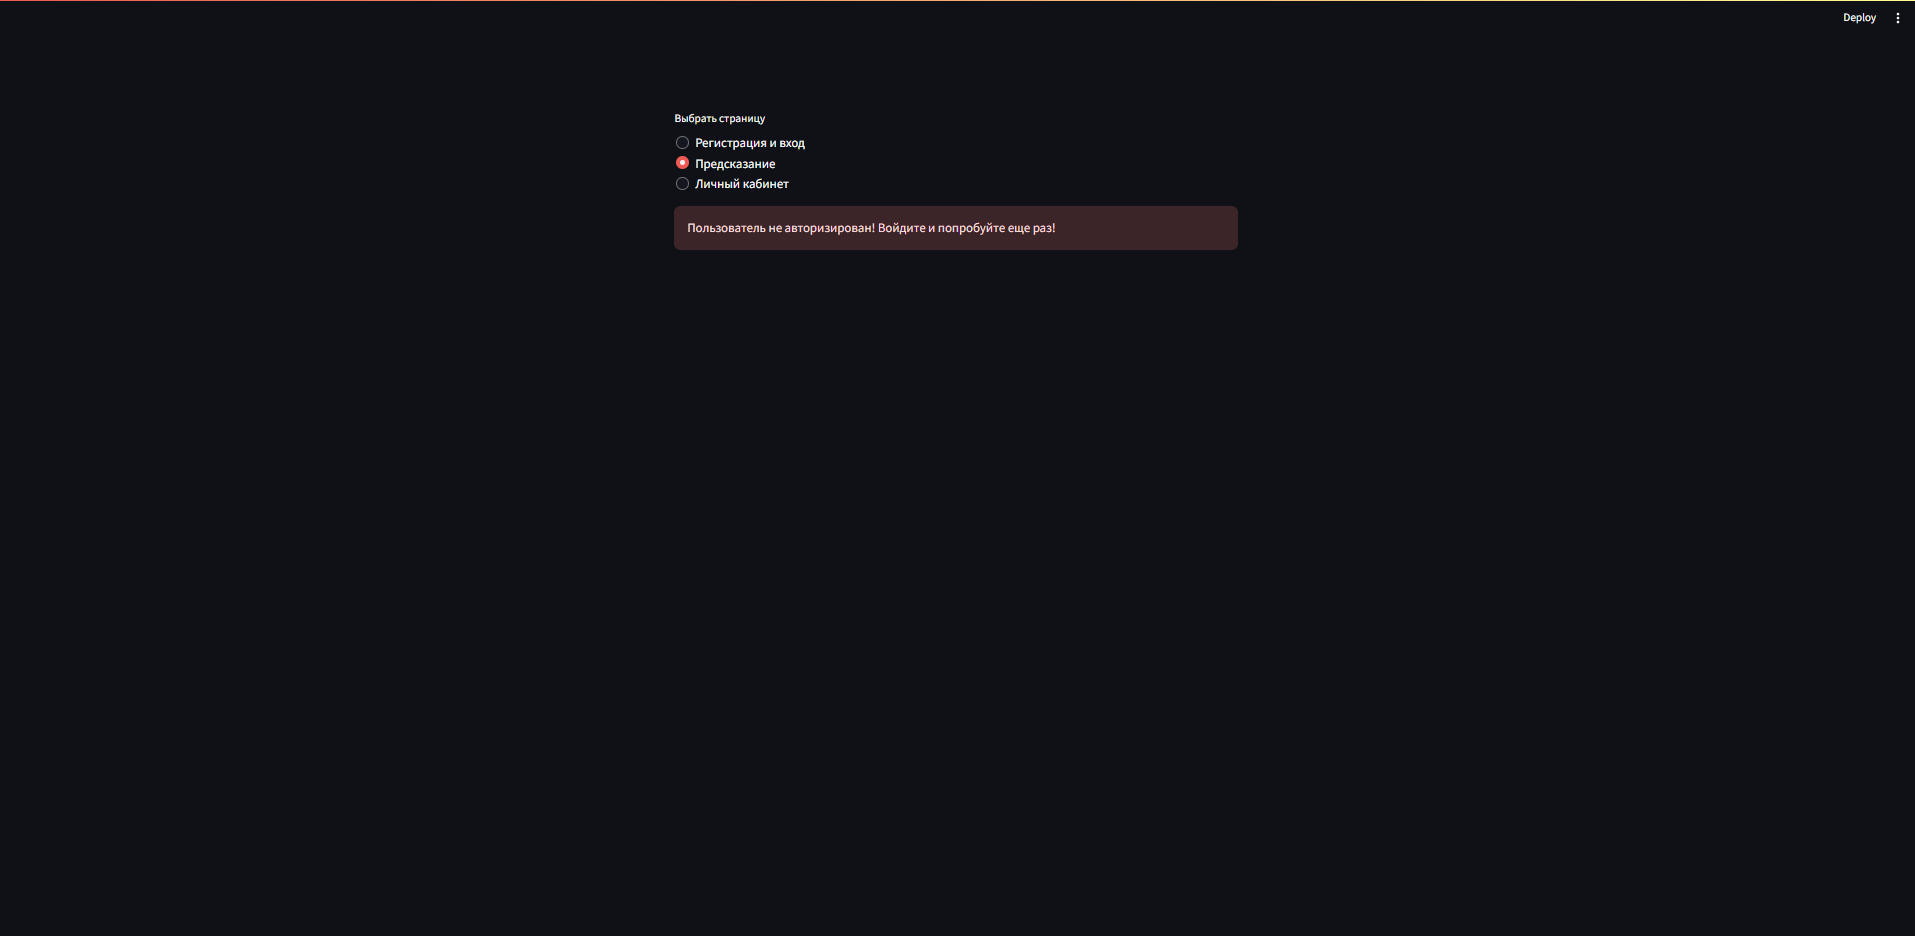 Deploy
Выбрать страницу
Регистрация и вход
Предсказание
Личный кабинет
Пользователь не авторизирован! Войдите и попробуйте еще раз!